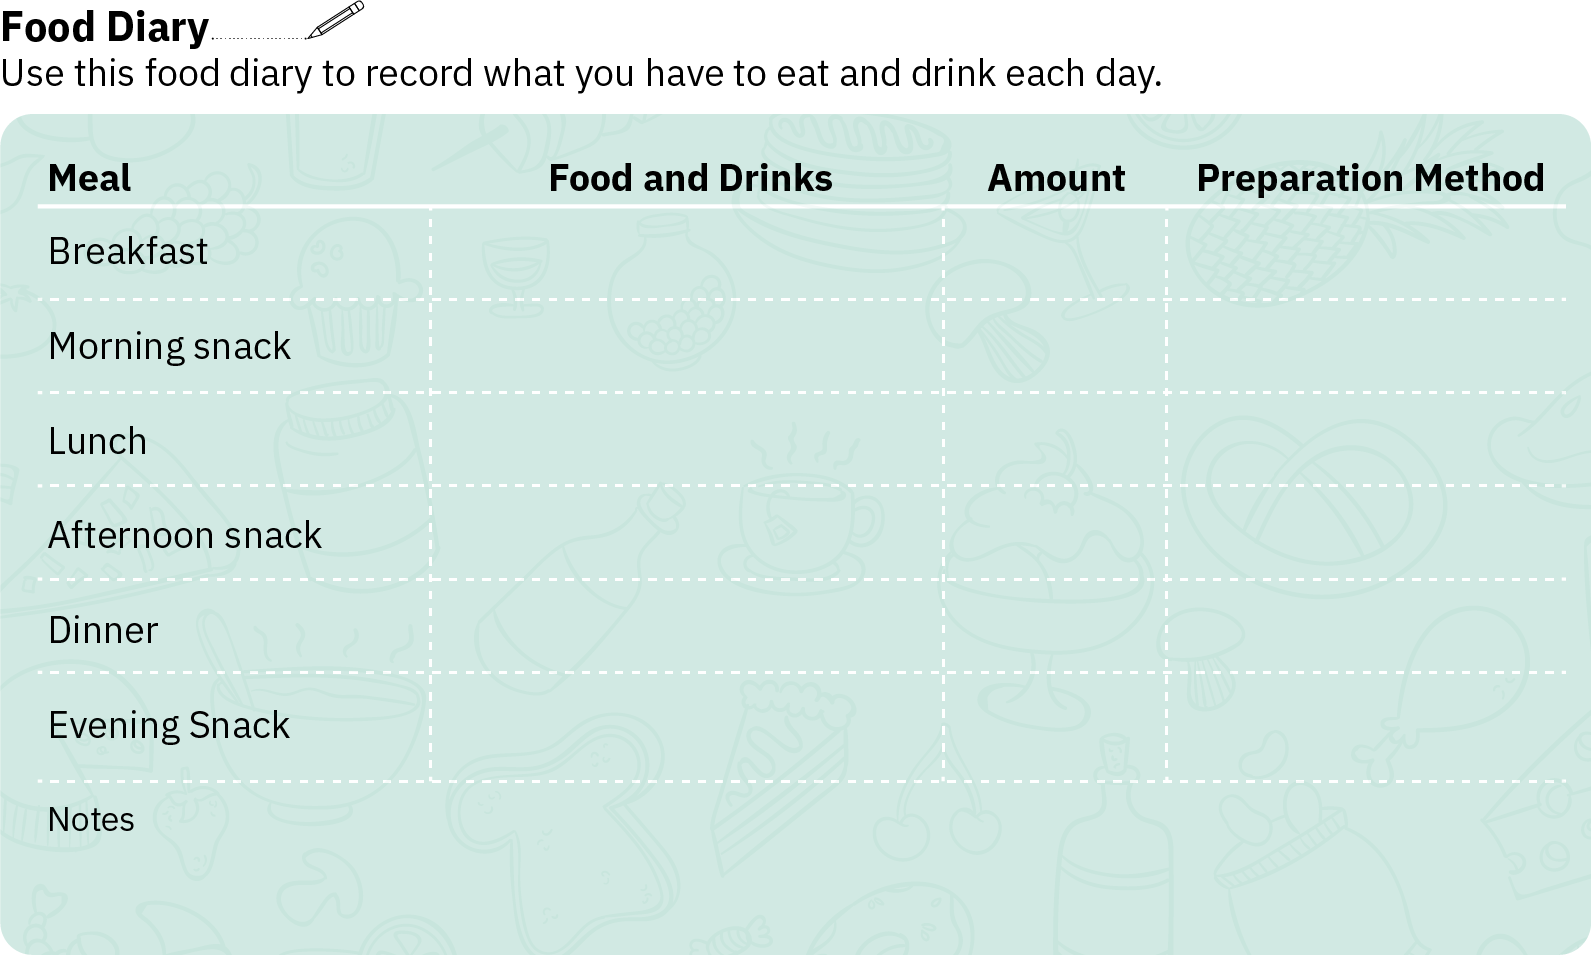 Food Diary
Use this food diary to record what you have to eat and drink each day.
Meal Food and Drinks Amount Preparation Method
Breakfast
Morning snack
Lunch
Afternoon snack
Dinner
Evening Snack
Notes